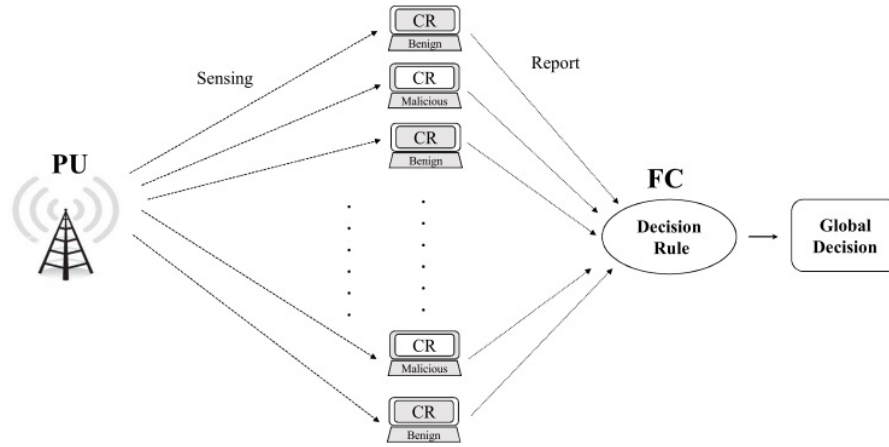 CR
Benign
Sensing
Report
CR
Malicious
CR
Benign
PU
FC
Decision
Rule
Global
Decision
CR
Malicious
CR
Benign